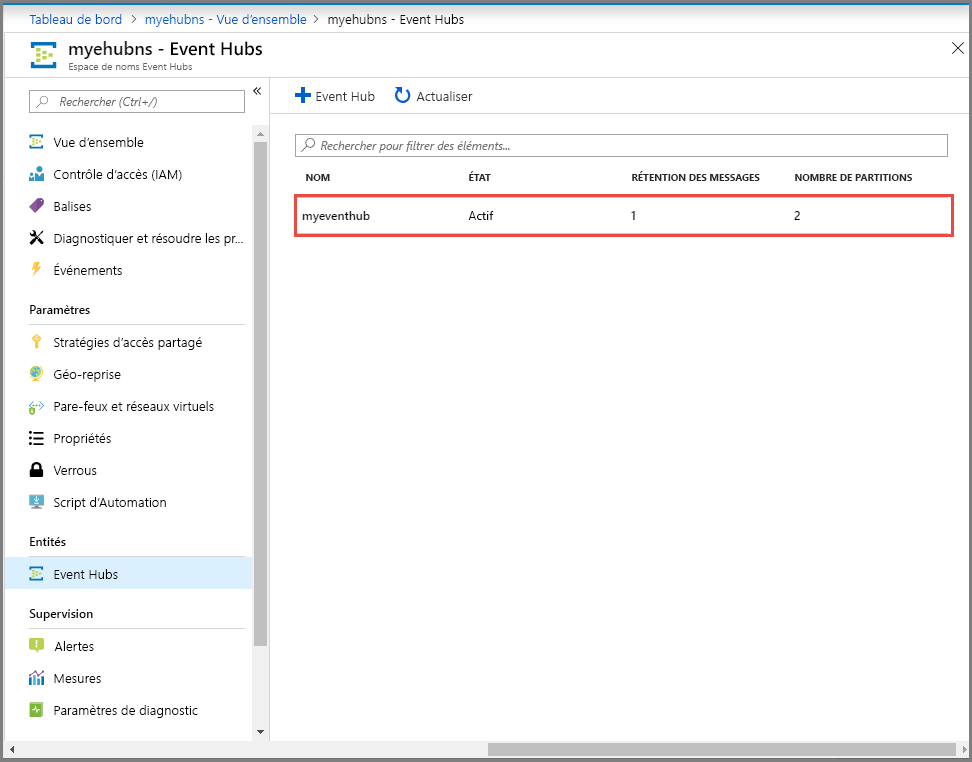 Tableau de bord > myehubns - Vue d’ensemble > myehubns - Event Hubs
myehubns - Event Hubs
Espace de noms Event Hubs
Rechercher (Ctrl+/)
«
Vue d’ensemble
Contrôle d’accès (IAM)
Balises
Diagnostiquer et résoudre les pr...
Événements
Paramètres
Stratégies d’accès partagé
Géo-reprise
Pare-feux et réseaux virtuels
Propriétés
Verrous
Script d’Automation
Entités
Event Hubs
Supervision
Alertes
Mesures
Paramètres de diagnostic
Event Hub Actualiser
Rechercher pour filtrer des éléments...
NOM ÉTAT RÉTENTION DES MESSAGES NOMBRE DE PARTITIONS
myeventhub Actif 1 2